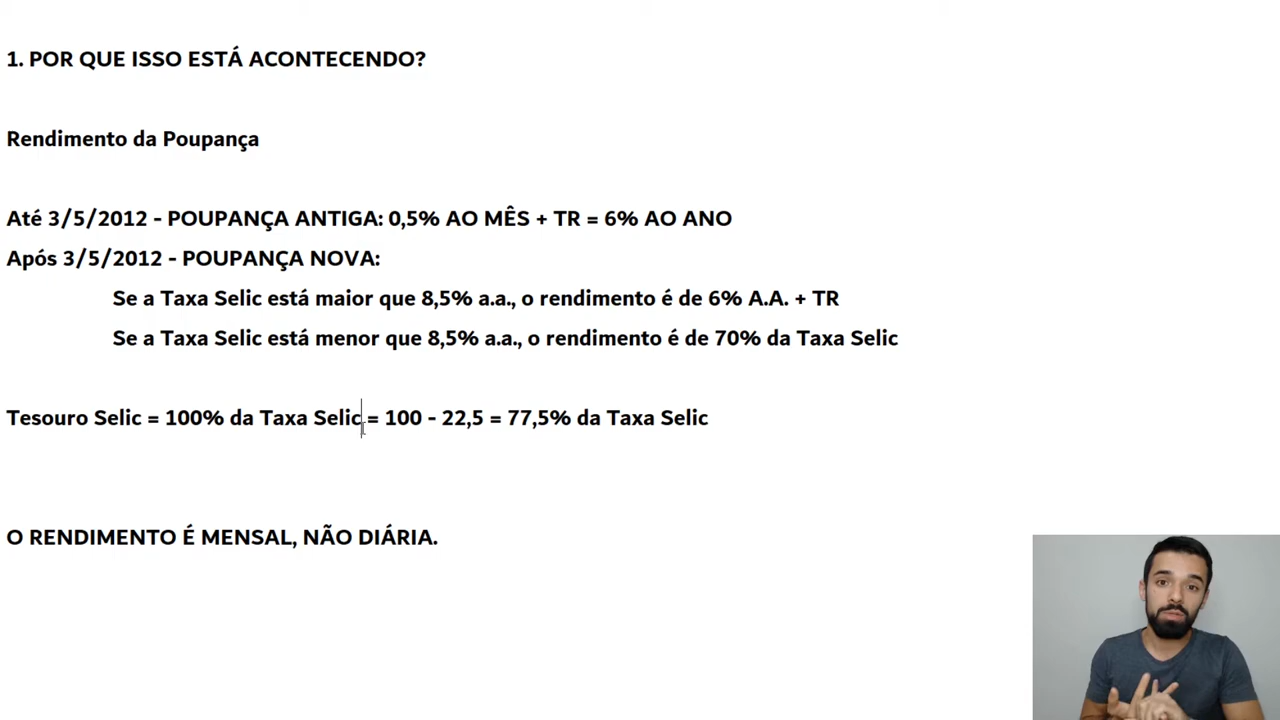 1. POR QUE ISSO ESTÁ ACONTECENDO?
Rendimento da Poupança
Até 3/5/2012 - POUPANÇA ANTIGA: 0,5% AO MÊS + TR = 6% AO ANO
Após 3/5/2012 - POUPANÇA NOVA:
Se a Taxa Selic está maior que 8,5% a.a., o rendimento é de 6% A.A. + TR
Se a Taxa Selic está menor que 8,5% a.a., o rendimento é de 70% da Taxa Selic
Tesouro Selic = 100% da Taxa Selic = 100 - 22,5 = 77,5% da Taxa Selic
O RENDIMENTO É MENSAL, NÃO DIÁRIA.